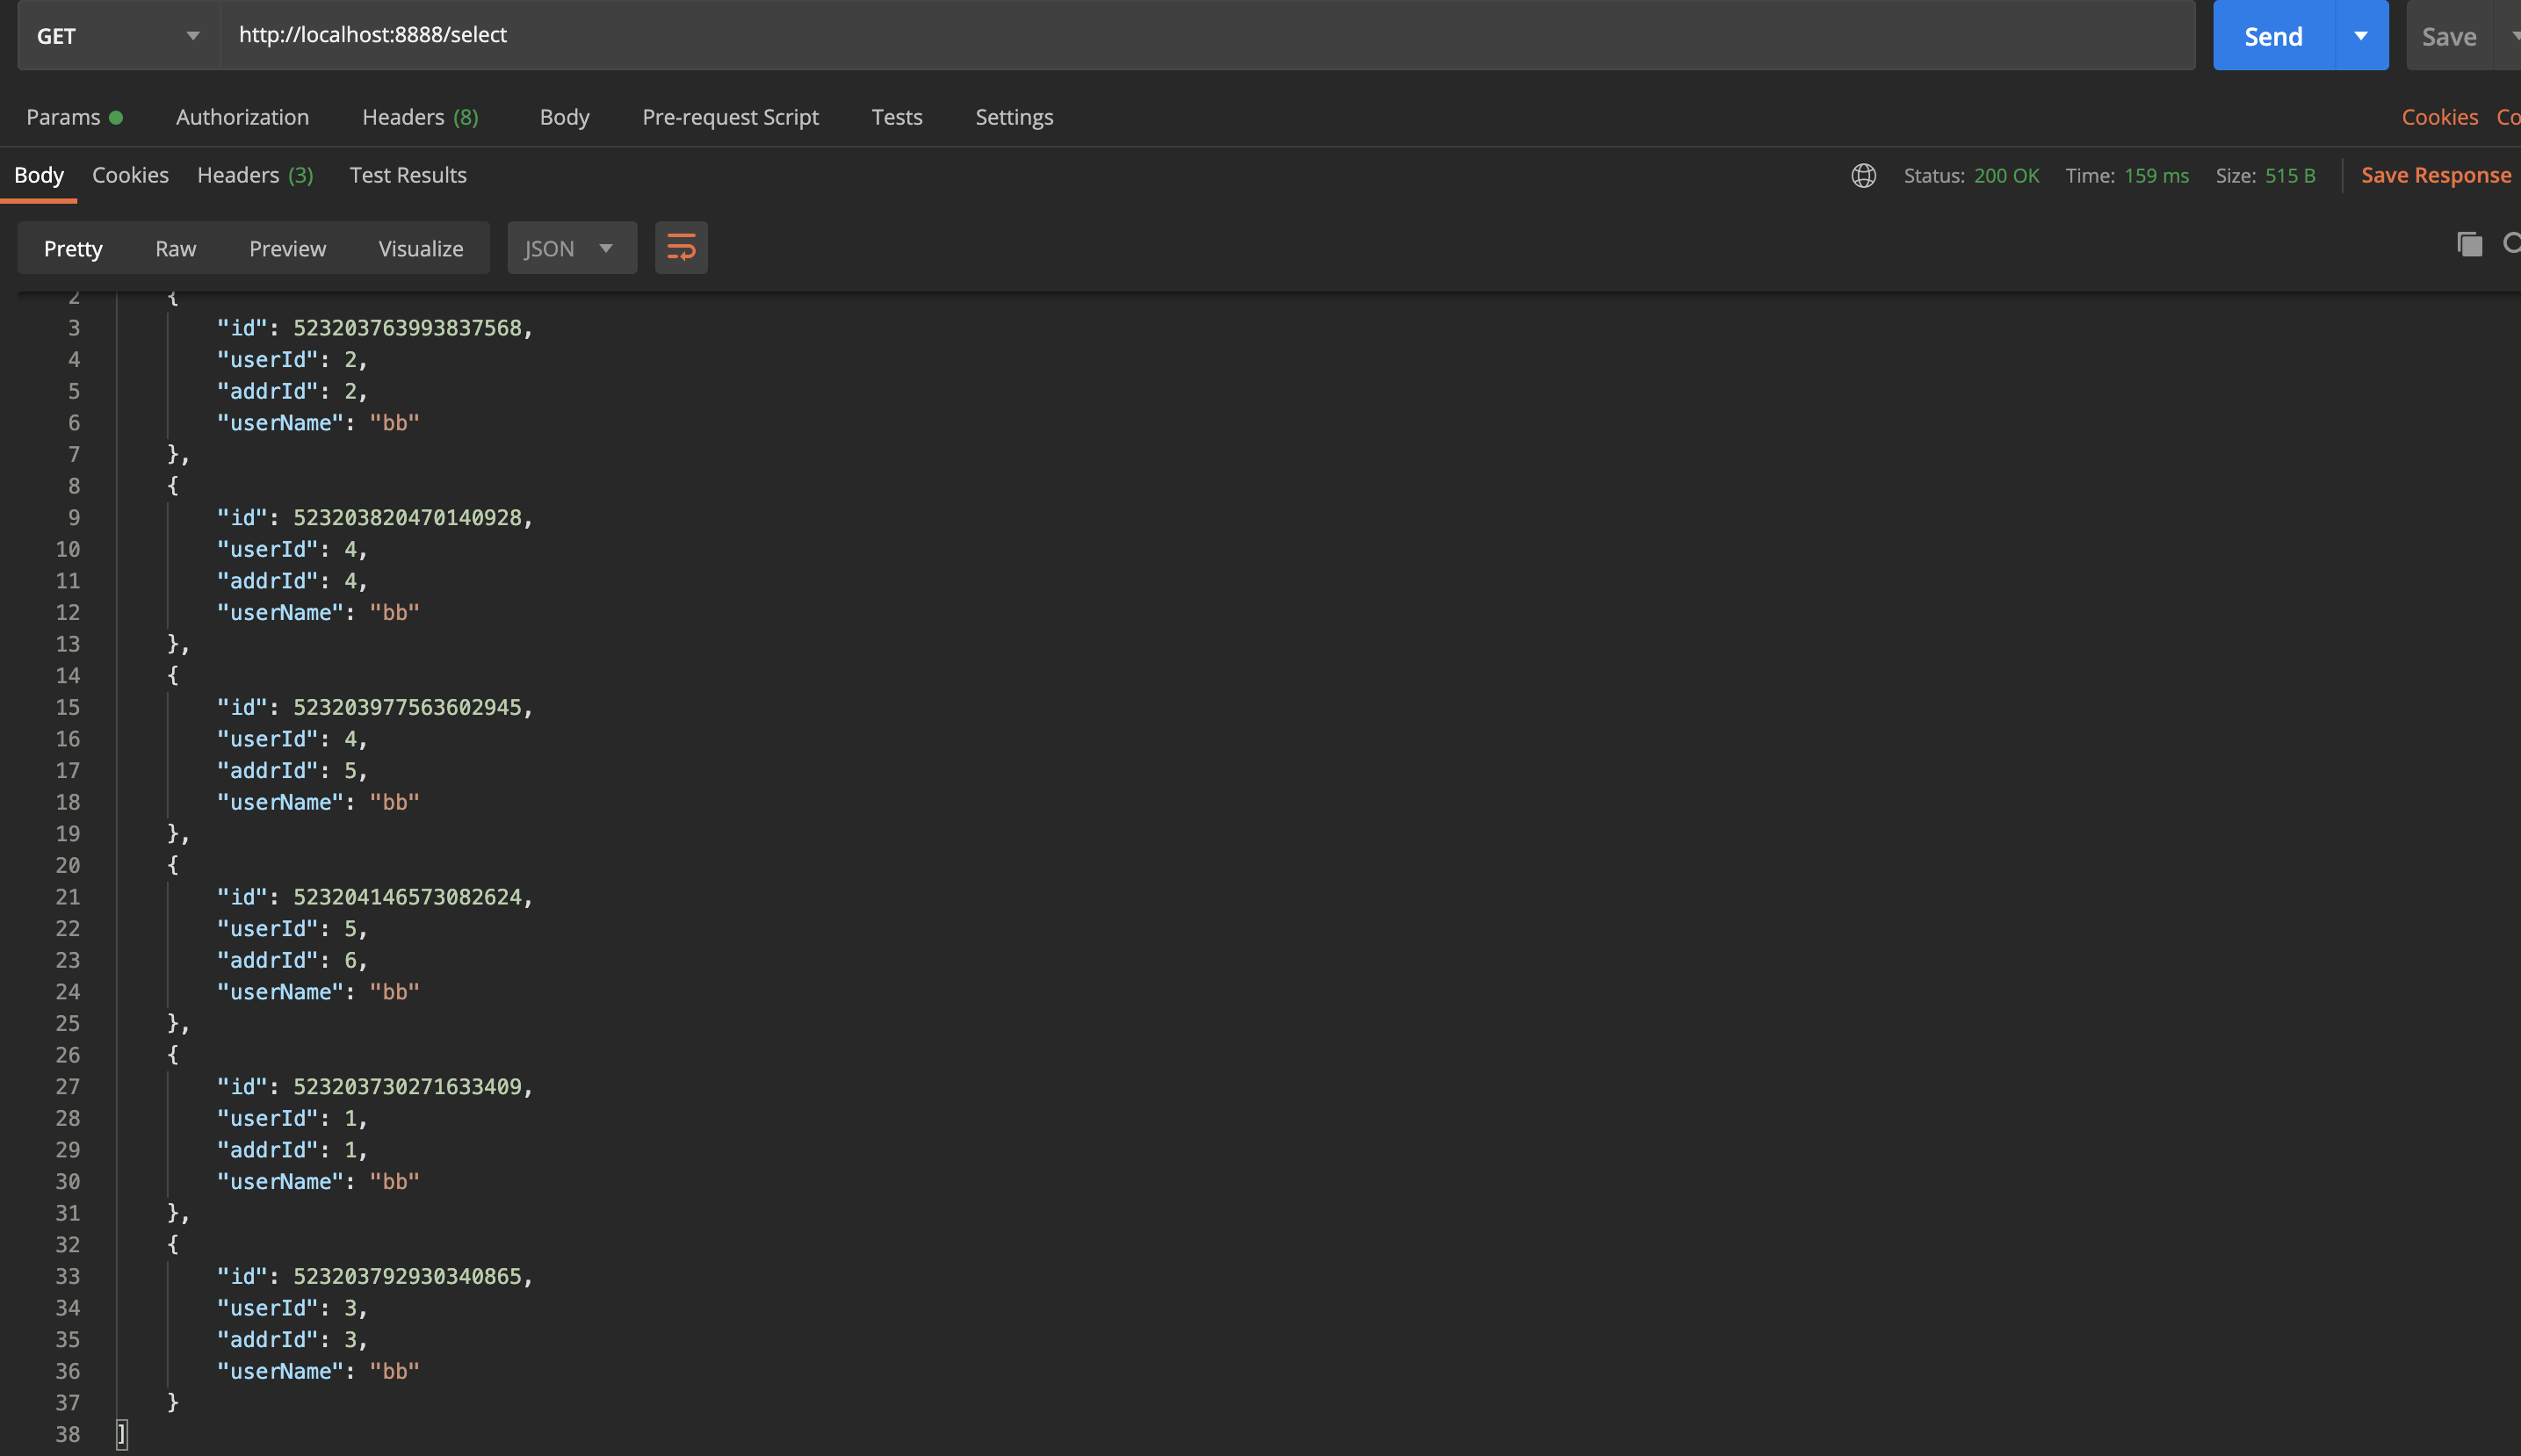 GET http://localhost:8888/select Send Save
Params Authorization Headers (8) Body Pre-request Script Tests Settings Cookies Co
Body Cookies Headers (3) Test Results Status: 200 OK Time: 159 ms Size: 515 B Save Response
Pretty Raw Preview Visualize JSON
2 {
3 "id": 523203763993837568,
4 "userId": 2,
5 "addrId": 2,
6 "userName": "bb"
7 },
8 {
9 "id": 523203820470140928,
10 "userId": 4,
11 "addrId": 4,
12 "userName": "bb"
13 },
14 {
15 "id": 523203977563602945,
16 "userId": 4,
17 "addrId": 5,
18 "userName": "bb"
19 },
20 {
21 "id": 523204146573082624,
22 "userId": 5,
23 "addrId": 6,
24 "userName": "bb"
25 },
26 {
27 "id": 523203730271633409,
28 "userId": 1,
29 "addrId": 1,
30 "userName": "bb"
31 },
32 {
33 "id": 523203792930340865,
34 "userId": 3,
35 "addrId": 3,
36 "userName": "bb"
37 }
38 ]